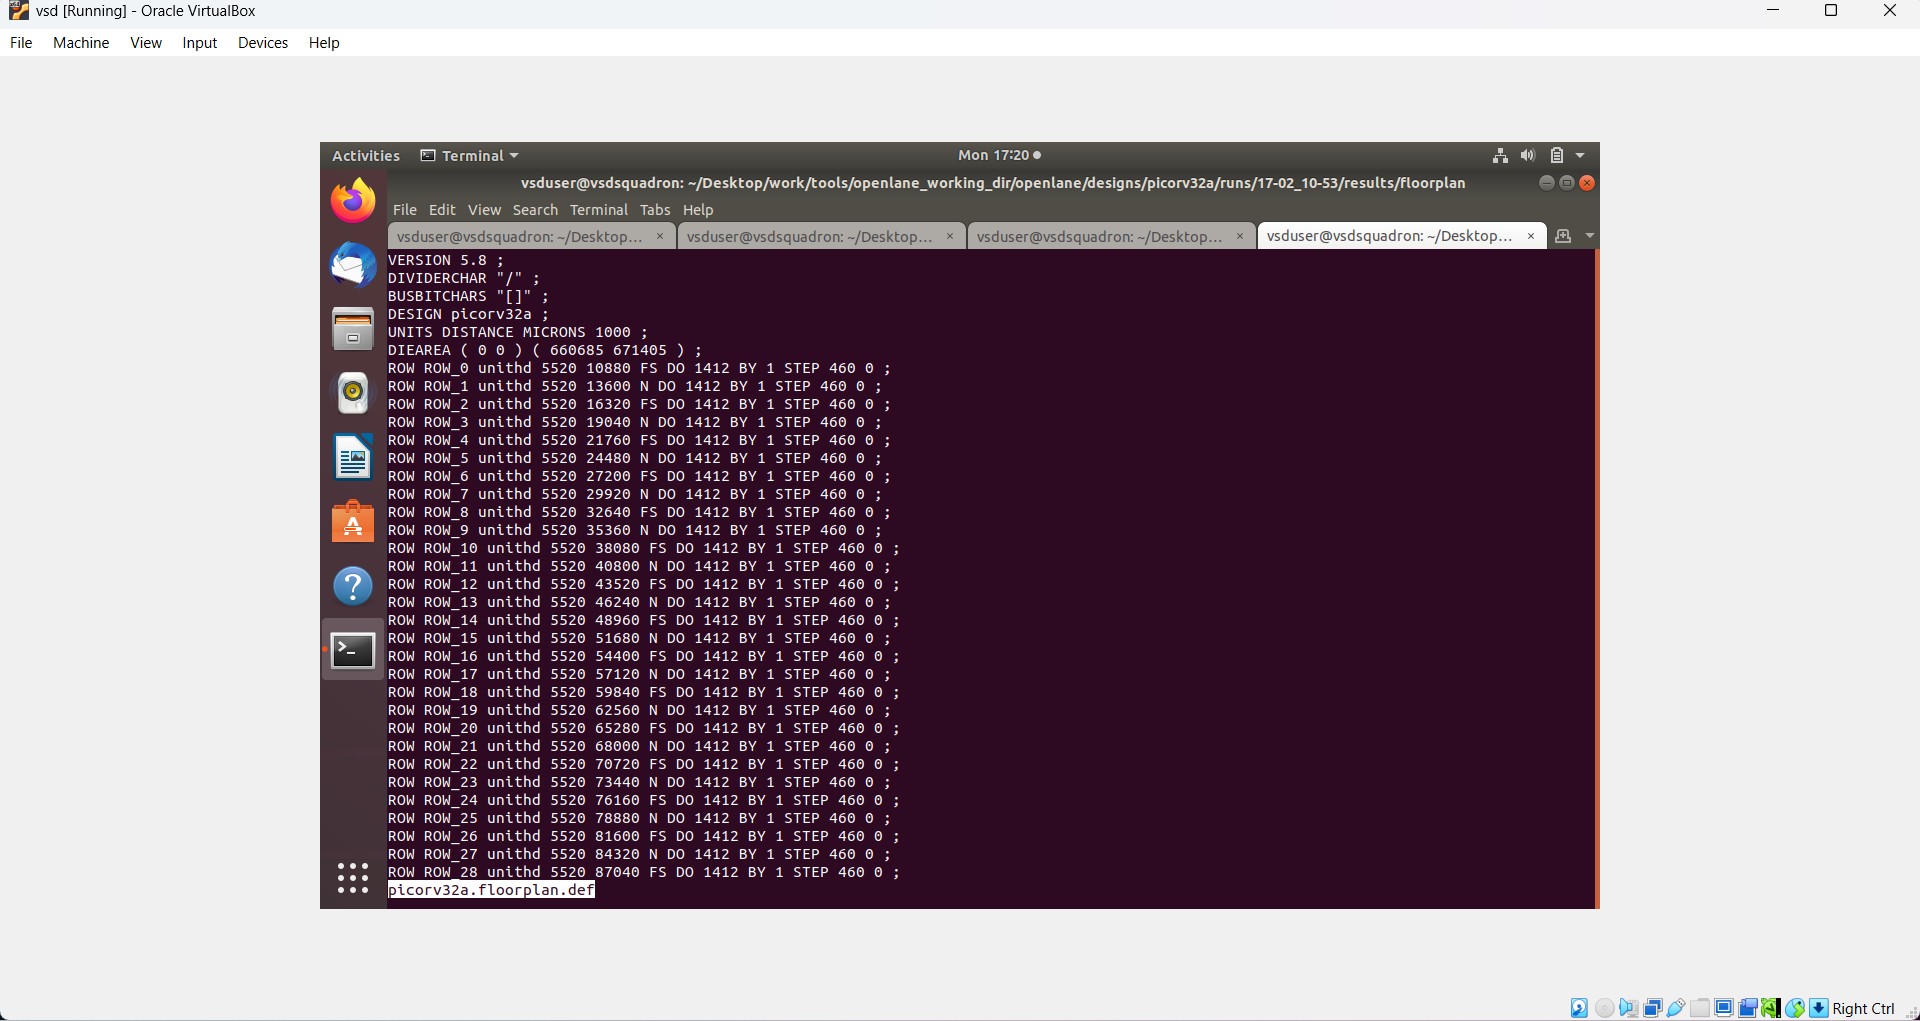 vsd [Running] - Oracle VirtualBox
File Machine View Input Devices Help
Activities Terminal Mon 17:20
vsduser@vsdsquadron: ~/Desktop/work/tools/openlane_working_dir/openlane/designs/picorv32a/runs/17-02_10-53/results/floorplan
File Edit View Search Terminal Tabs Help
vsduser@vsdsquadron: ~/Desktop... × vsduser@vsdsquadron: ~/Desktop... × vsduser@vsdsquadron: ~/Desktop... × vsduser@vsdsquadron: ~/Desktop... ×
VERSION 5.8 ;
DIVIDERCHAR "/" ;
BUSBITCHARS "[]" ;
DESIGN picorv32a ;
UNITS DISTANCE MICRONS 1000 ;
DIEAREA ( 0 0 ) ( 660685 671405 ) ;
ROW ROW_0 unithd 5520 10880 FS DO 1412 BY 1 STEP 460 0 ;
ROW ROW_1 unithd 5520 13600 N DO 1412 BY 1 STEP 460 0 ;
ROW ROW_2 unithd 5520 16320 FS DO 1412 BY 1 STEP 460 0 ;
ROW ROW_3 unithd 5520 19040 N DO 1412 BY 1 STEP 460 0 ;
ROW ROW_4 unithd 5520 21760 FS DO 1412 BY 1 STEP 460 0 ;
ROW ROW_5 unithd 5520 24480 N DO 1412 BY 1 STEP 460 0 ;
ROW ROW_6 unithd 5520 27200 FS DO 1412 BY 1 STEP 460 0 ;
ROW ROW_7 unithd 5520 29920 N DO 1412 BY 1 STEP 460 0 ;
ROW ROW_8 unithd 5520 32640 FS DO 1412 BY 1 STEP 460 0 ;
ROW ROW_9 unithd 5520 35360 N DO 1412 BY 1 STEP 460 0 ;
ROW ROW_10 unithd 5520 38080 FS DO 1412 BY 1 STEP 460 0 ;
ROW ROW_11 unithd 5520 40800 N DO 1412 BY 1 STEP 460 0 ;
ROW ROW_12 unithd 5520 43520 FS DO 1412 BY 1 STEP 460 0 ;
ROW ROW_13 unithd 5520 46240 N DO 1412 BY 1 STEP 460 0 ;
ROW ROW_14 unithd 5520 48960 FS DO 1412 BY 1 STEP 460 0 ;
ROW ROW_15 unithd 5520 51680 N DO 1412 BY 1 STEP 460 0 ;
ROW ROW_16 unithd 5520 54400 FS DO 1412 BY 1 STEP 460 0 ;
ROW ROW_17 unithd 5520 57120 N DO 1412 BY 1 STEP 460 0 ;
ROW ROW_18 unithd 5520 59840 FS DO 1412 BY 1 STEP 460 0 ;
ROW ROW_19 unithd 5520 62560 N DO 1412 BY 1 STEP 460 0 ;
ROW ROW_20 unithd 5520 65280 FS DO 1412 BY 1 STEP 460 0 ;
ROW ROW_21 unithd 5520 68000 N DO 1412 BY 1 STEP 460 0 ;
ROW ROW_22 unithd 5520 70720 FS DO 1412 BY 1 STEP 460 0 ;
ROW ROW_23 unithd 5520 73440 N DO 1412 BY 1 STEP 460 0 ;
ROW ROW_24 unithd 5520 76160 FS DO 1412 BY 1 STEP 460 0 ;
ROW ROW_25 unithd 5520 78880 N DO 1412 BY 1 STEP 460 0 ;
ROW ROW_26 unithd 5520 81600 FS DO 1412 BY 1 STEP 460 0 ;
ROW ROW_27 unithd 5520 84320 N DO 1412 BY 1 STEP 460 0 ;
ROW ROW_28 unithd 5520 87040 FS DO 1412 BY 1 STEP 460 0 ;
picorv32a.floorplan.def
Right Ctrl